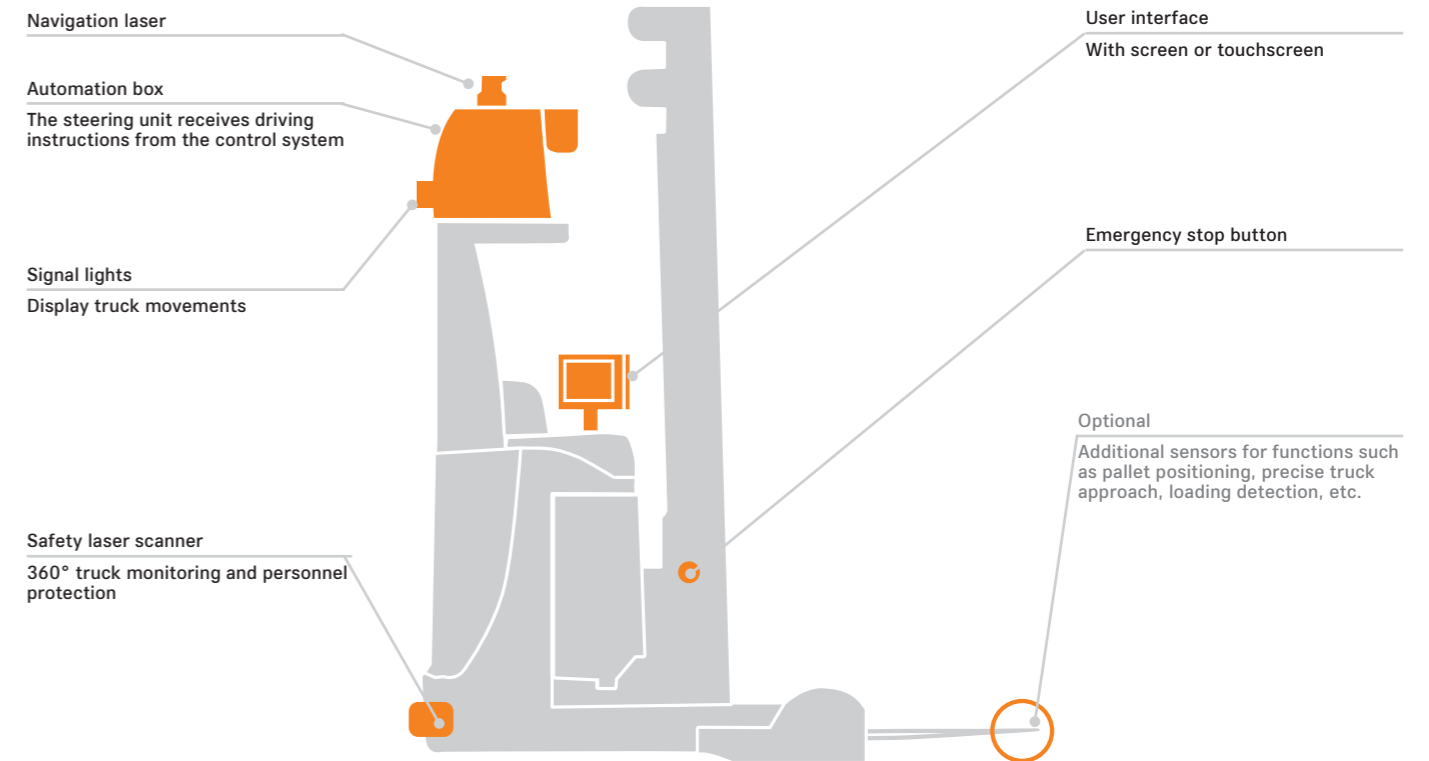 Navigation laser
Automation box
The steering unit receives driving
instructions from the control system
Signal lights
Display truck movements
Safety laser scanner
360° truck monitoring and personnel
protection
User interface
With screen or touchscreen
Emergency stop button
Optional
Additional sensors for functions such
as pallet positioning, precise truck
approach, loading detection, etc.